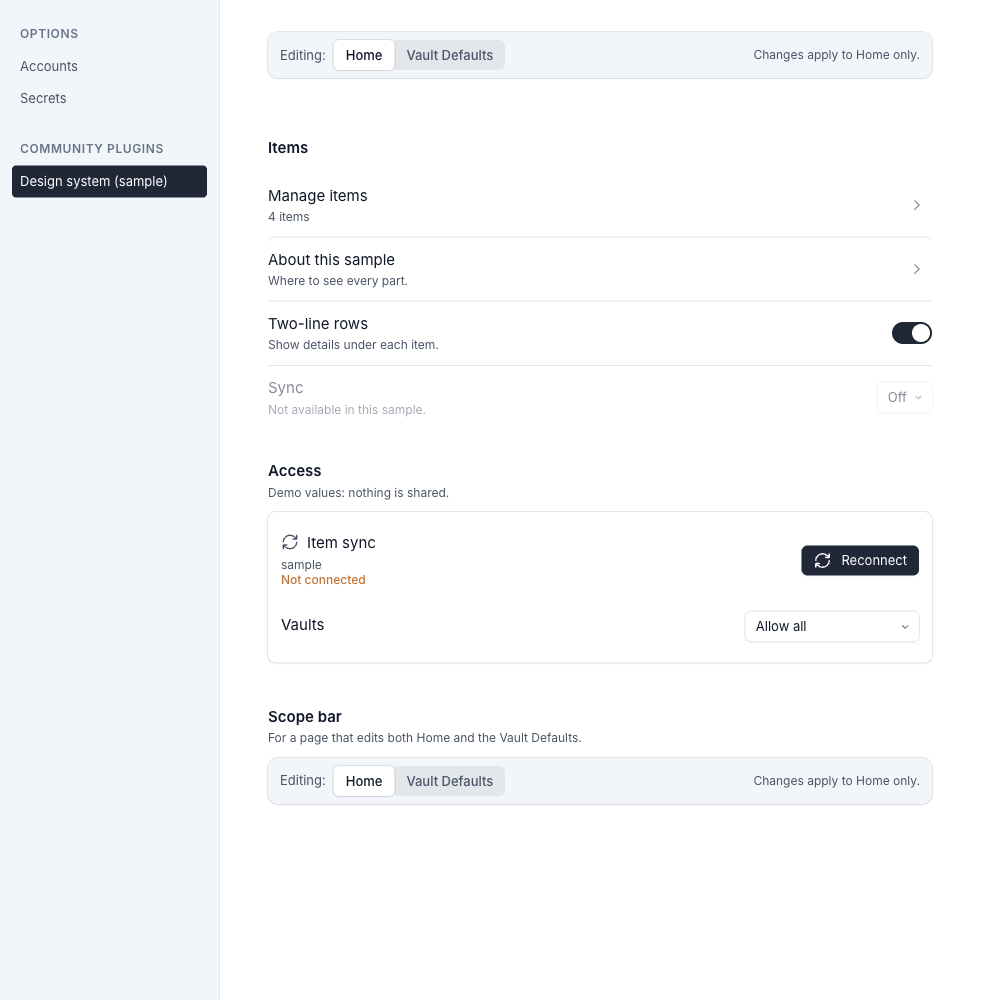 OPTIONS
Accounts
Secrets
COMMUNITY PLUGINS
Design system (sample)
Editing: Home Vault Defaults Changes apply to Home only.
Items
Manage items
4 items
About this sample
Where to see every part.
Two-line rows
Show details under each item.
Sync
Not available in this sample.
Off
Access
Demo values: nothing is shared.
Item sync
sample
Not connected
Reconnect
Vaults
Allow all
Scope bar
For a page that edits both Home and the Vault Defaults.
Editing: Home Vault Defaults Changes apply to Home only.